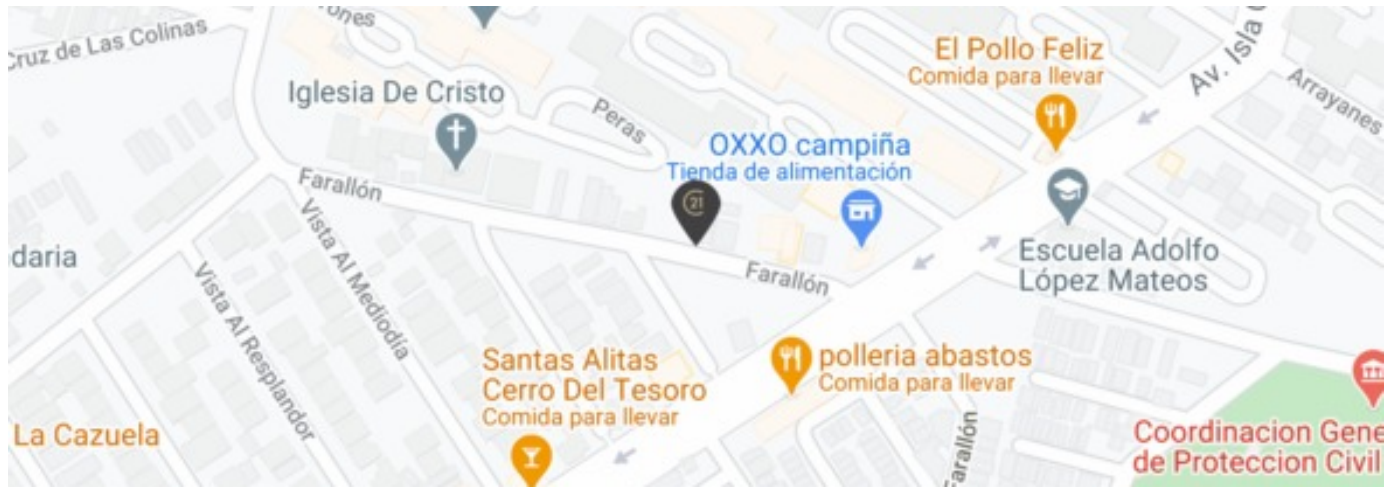 ones
Cruz de Las Colinas
Av. Isla
El Pollo Feliz
Comida para llevar
Arrayanes
Iglesia De Cristo
Peras
OXXO campiña
Tienda de alimentación
Farallón
21
Vista Al Mediodía
Escuela Adolfo
López Mateos
daria
Farallón
Vista Al Resplandor
Santas Alitas
Cerro Del Tesoro
Comida para llevar
polleria abastos
Comida para llevar
La Cazuela
Farallón
Coordinacion Gene
de Proteccion Civil